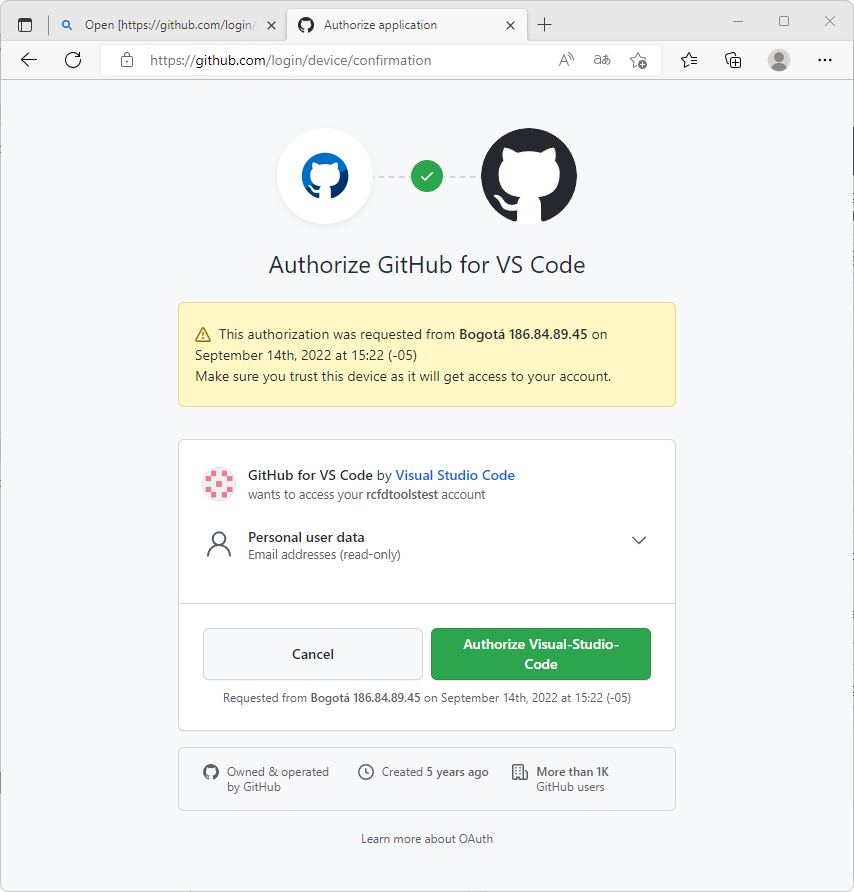 Open [https://github.com/login/
Authorize application
https://github.com/login/device/confirmation
Authorize GitHub for VS Code
This authorization was requested from Bogotá 186.84.89.45 on
September 14th, 2022 at 15:22 (-05)
Make sure you trust this device as it will get access to your account.
GitHub for VS Code by Visual Studio Code
wants to access your rcfdtoolstest account
Personal user data
Email addresses (read-only)
Cancel
Authorize Visual-Studio-
Code
Requested from Bogotá 186.84.89.45 on September 14th, 2022 at 15:22 (-05)
Owned & operated
by GitHub
Created 5 years ago
More than 1K
GitHub users
Learn more about OAuth